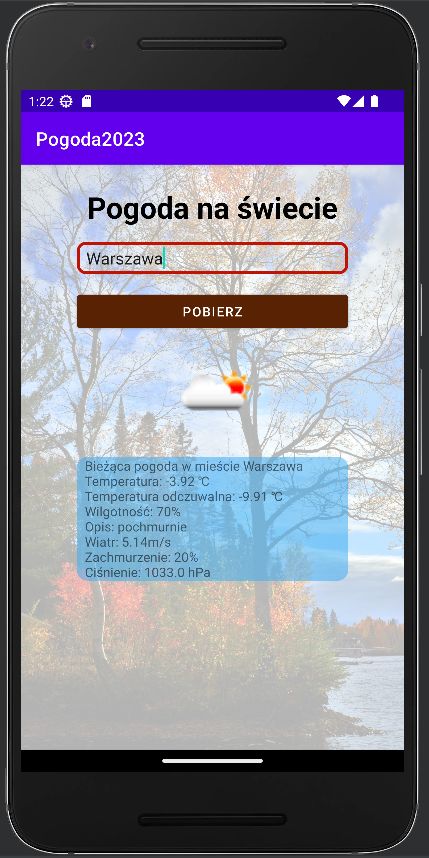 1:22
Pogoda2023
Pogoda na świecie
Warszawa
POBIERZ
Bieżąca pogoda w mieście Warszawa
Temperatura: -3.92 °C
Temperatura odczuwalna: -9.91 °C
Wilgotność: 70%
Opis: pochmurnie
Wiatr: 5.14m/s
Zachmurzenie: 20%
Ciśnienie: 1033.0 hPa